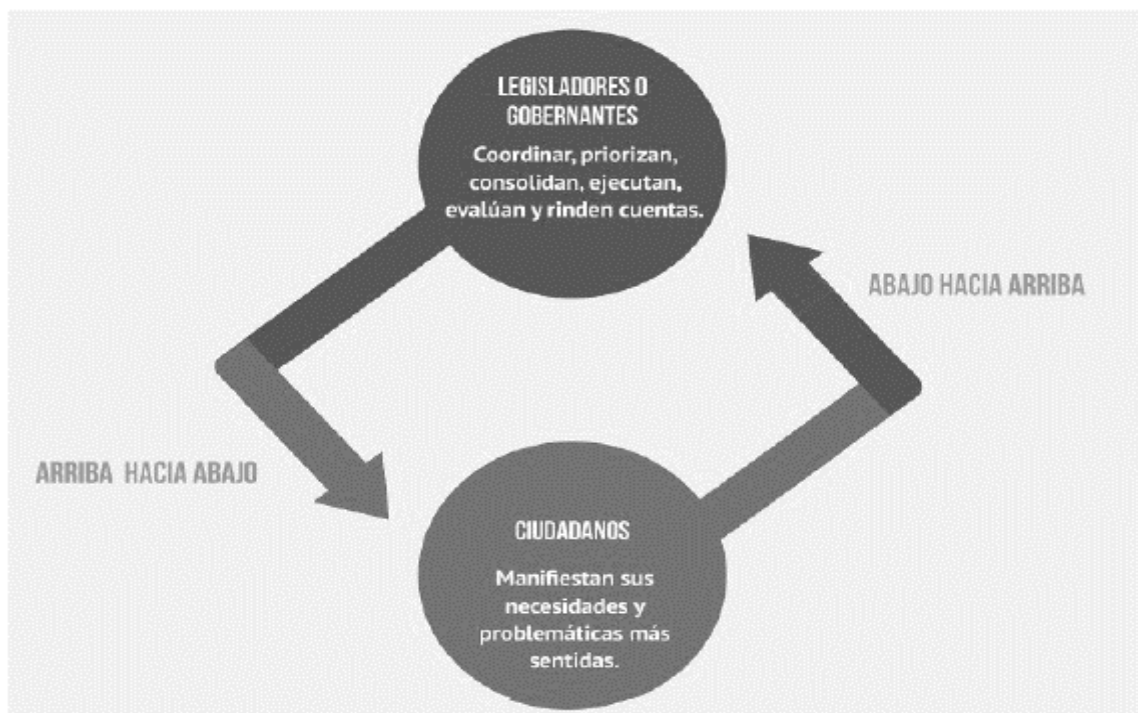 LEGISLADORES O
GOBERNANTES
Coordinar, priorizan,
consolidan, ejecutan,
evalúan y rinden cuentas.
ABAJO HACIA ARRIBA
ARRIBA HACIA ABAJO
CIUDADANOS
Manifiestan sus
necesidades y
problemáticas más
sentidas.